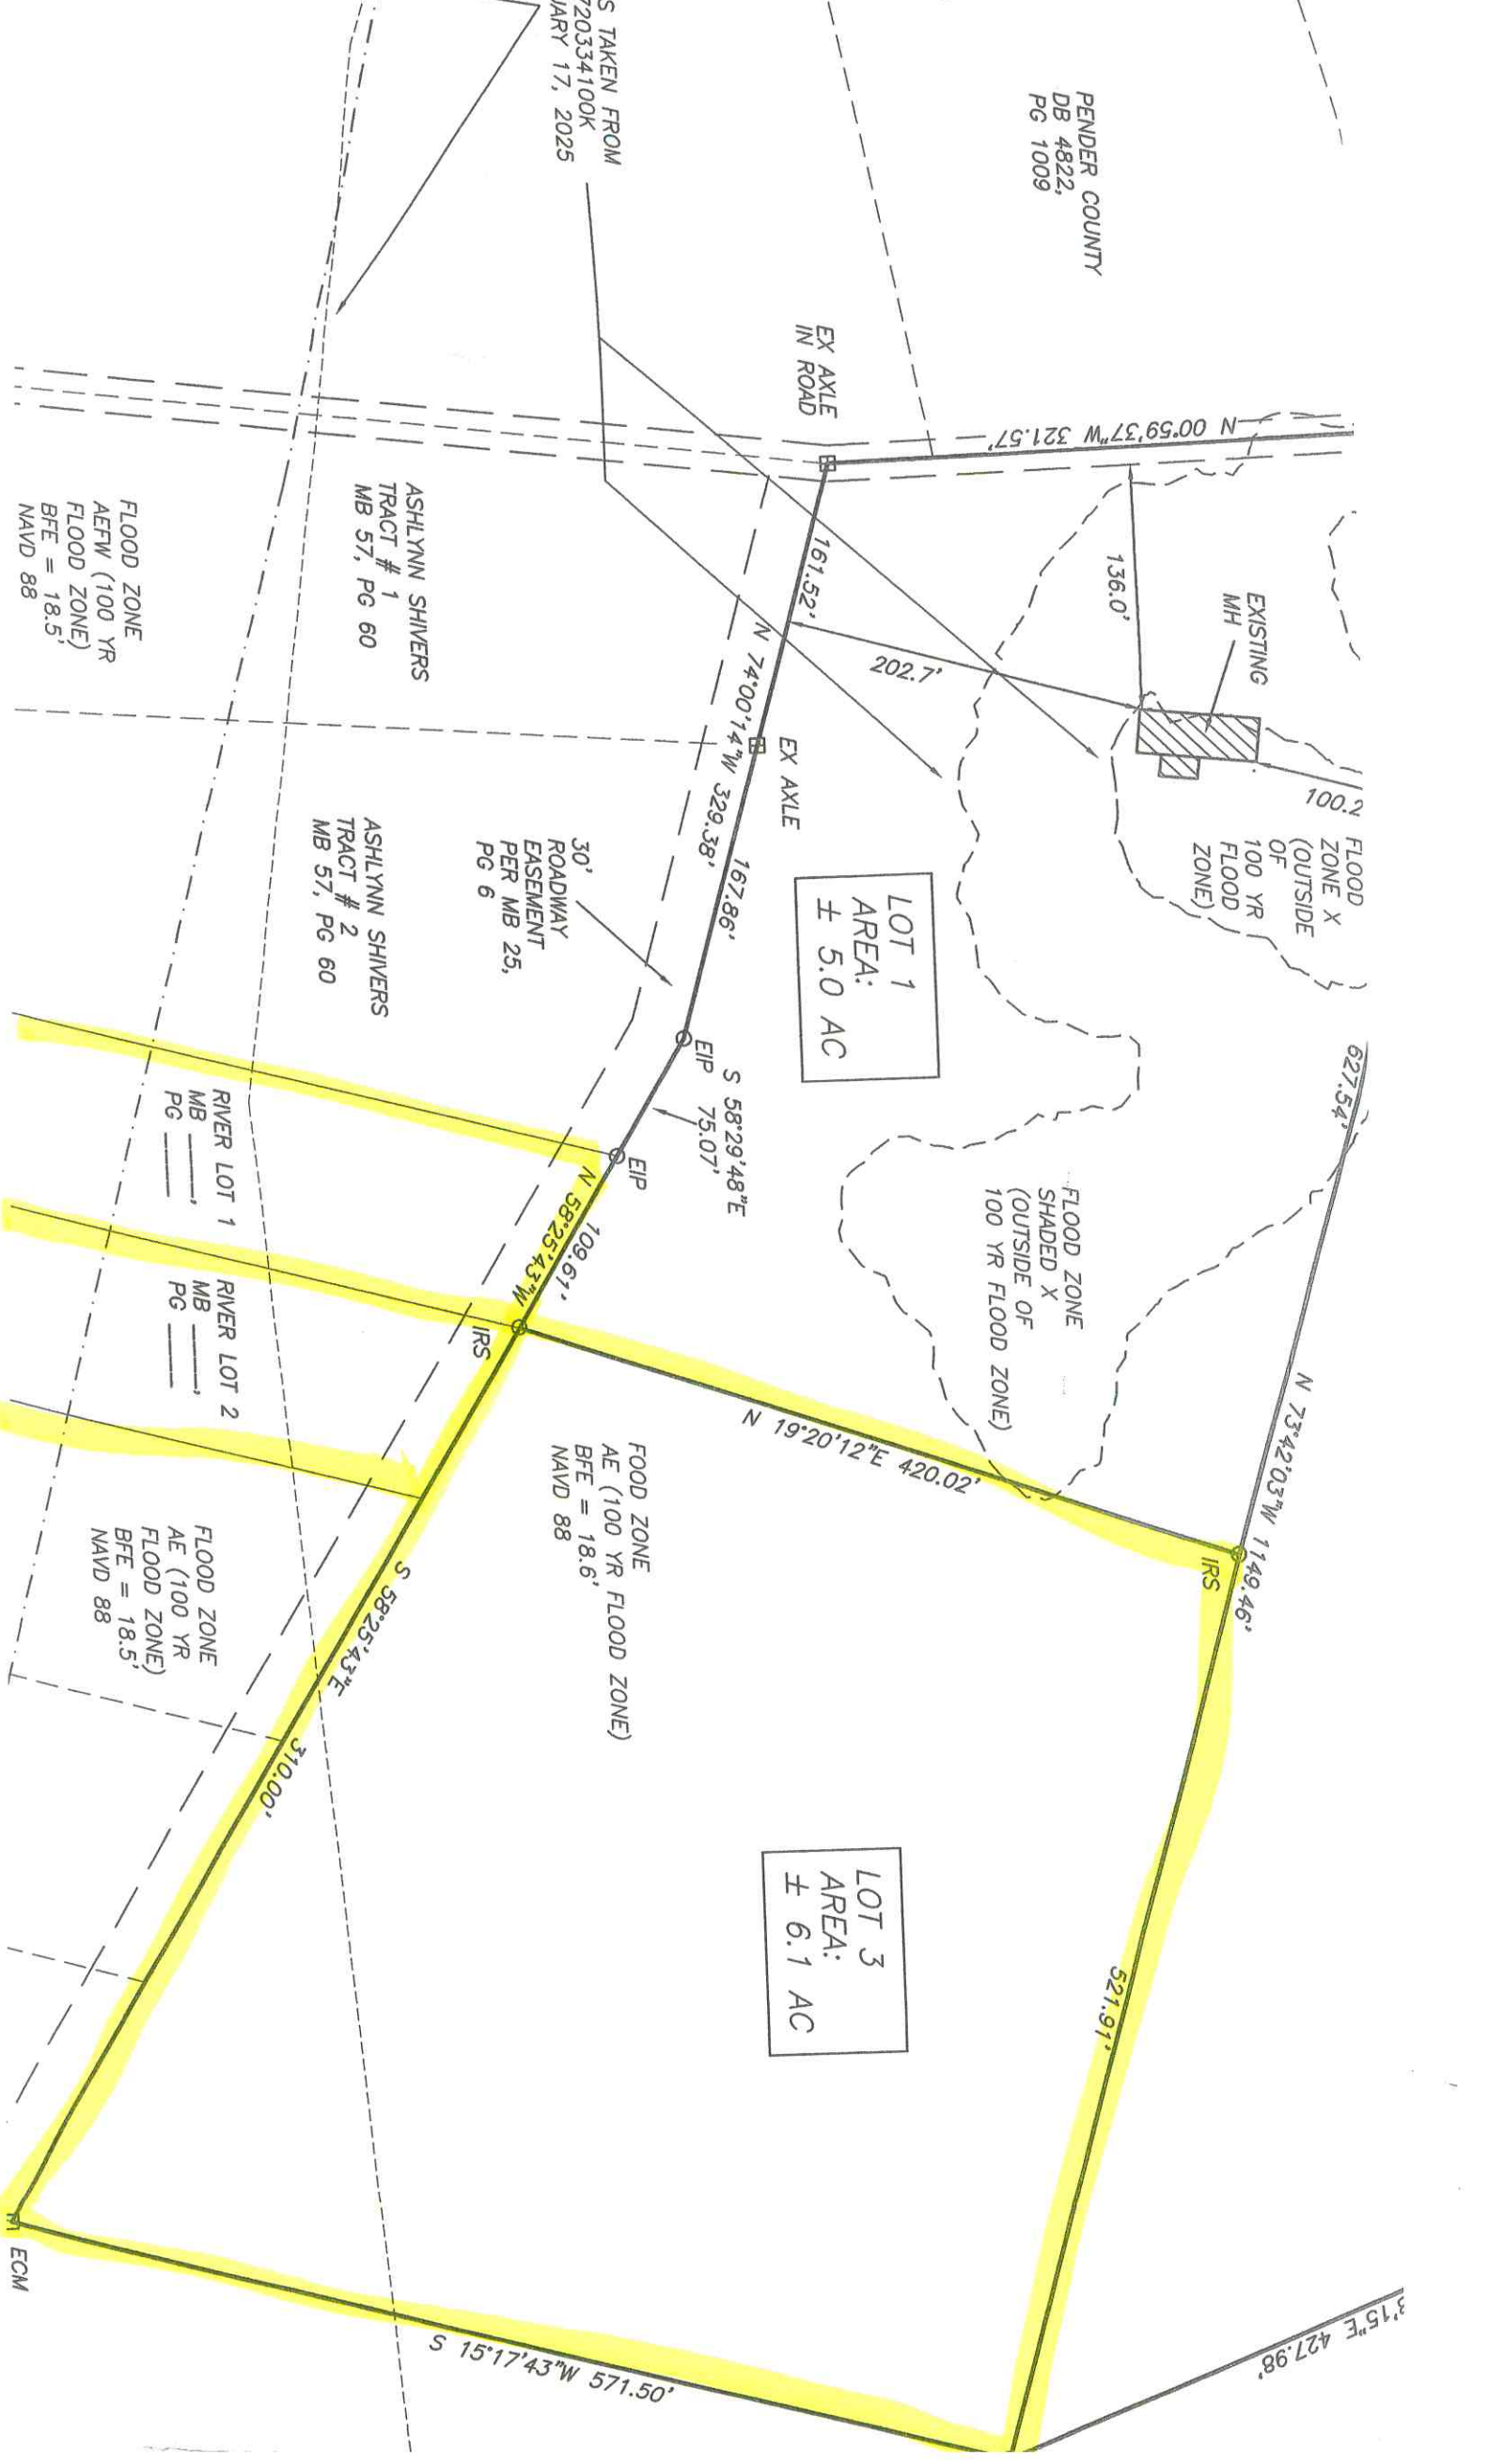 S TAKEN FROM
720334100K
UARY 17, 2025
PENDER COUNTY
DB 4822,
PG 1009
EX AXLE
IN ROAD
N 00°59'37"W 321.57'
136.0'
EXISTING
MH
202.7'
100.2
161.52'
N 74°00'14"W 329.38'
EX AXLE
167.86'
ASHLYNN SHIVERS
TRACT # 1
MB 57, PG 60
FLOOD ZONE
AEFW (100 YR
FLOOD ZONE)
BFE = 18.5'
NAVD 88
FLOOD
ZONE X
(OUTSIDE
OF
100 YR
FLOOD
ZONE)
LOT 1
AREA:
± 5.0 AC
30'
ROADWAY
EASEMENT
PER MB 25,
PG 6
ASHLYNN SHIVERS
TRACT # 2
MB 57, PG 60
EIP
S 58°29'48"E
75.07'
EIP
627.54'
N 73°42'03"W 1149.46'
FLOOD ZONE
SHADED X
(OUTSIDE OF
100 YR FLOOD ZONE)
109.61'
N 58°25'43"W
RIVER LOT 1
MB ____,
PG ____
RIVER LOT 2
MB ____,
PG ____
IRS
N 19°20'12"E 420.02'
IRS
FOOD ZONE
AE (100 YR FLOOD ZONE)
BFE = 18.6'
NAVD 88
FLOOD ZONE
AE (100 YR
FLOOD ZONE)
BFE = 18.5'
NAVD 88
S 58°25'43"E
310.00'
LOT 3
AREA:
± 6.1 AC
521.91'
ECM
S 15°17'43"W 571.50'
3'15"E 427.98'